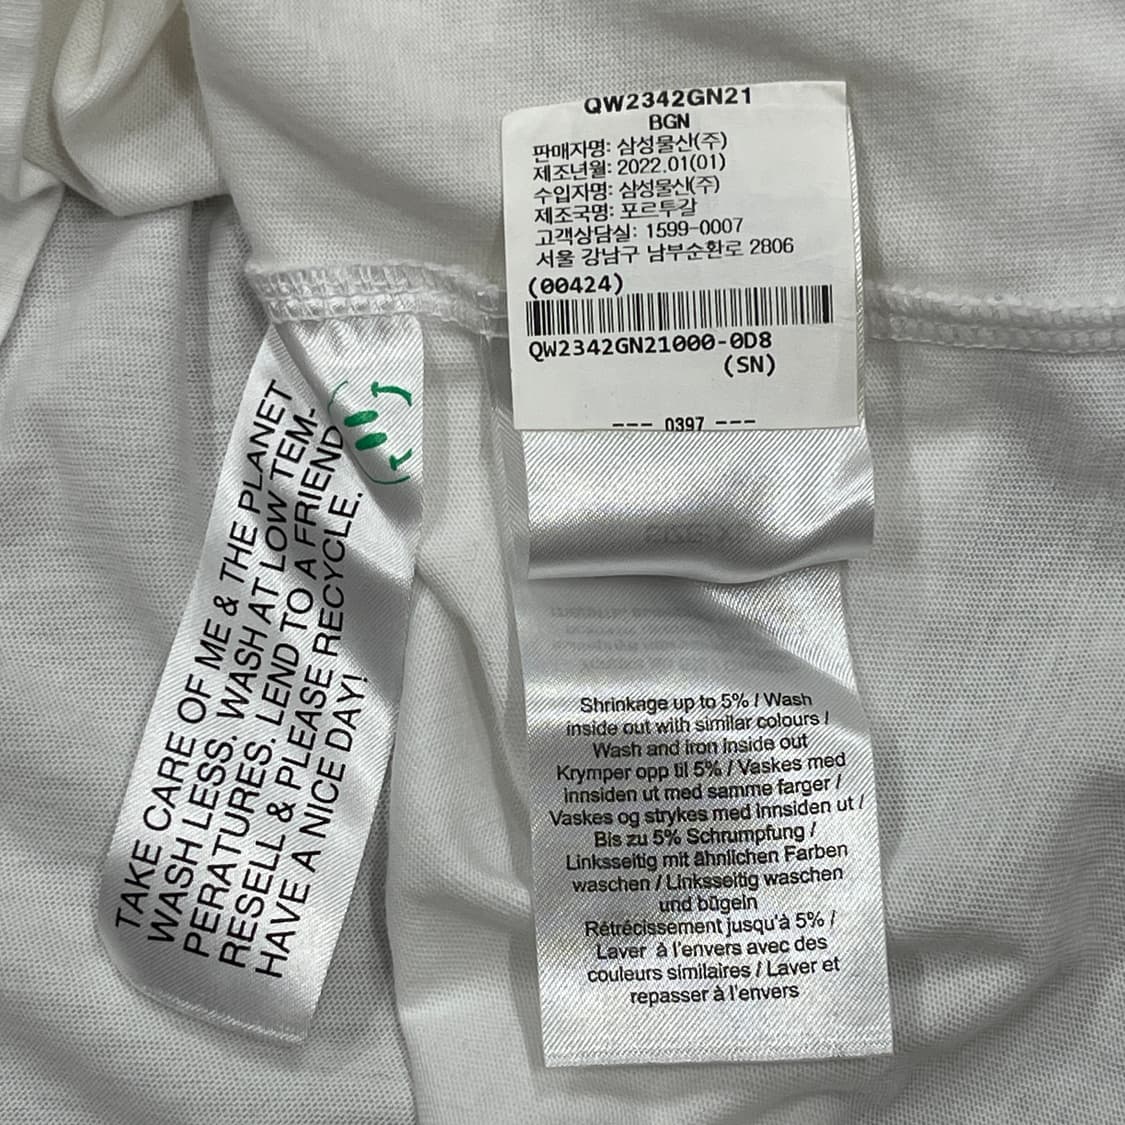 QW2342GN21
BGN
판매자명: 삼성물산(주)
제조년월: 2022.01(01)
수입자명: 삼성물산(주)
제조국명: 포르투갈
고객상담실: 1599-0007
서울 강남구 남부순환로 2806
(00424)
QW2342GN21000-0D8
(SN)
--- 0397 ---
TAKE CARE OF ME & THE PLANET
WASH LESS. WASH AT LOW TEM-
PERATURES. LEND TO A FRIEND
RESELL & PLEASE RECYCLE.
HAVE A NICE DAY!
Shrinkage up to 5% / Wash
inside out with similar colours /
Wash and iron inside out
Krymper opp til 5% / Vaskes med
innsiden ut med samme farger /
Vaskes og strykes med innsiden ut /
Bis zu 5% Schrumpfung /
Linksseitig mit ähnlichen Farben
waschen / Linksseitig waschen
und bügeln
Rétrécissement jusqu'à 5% /
Laver à l'envers avec des
couleurs similaires / Laver et
repasser à l'envers